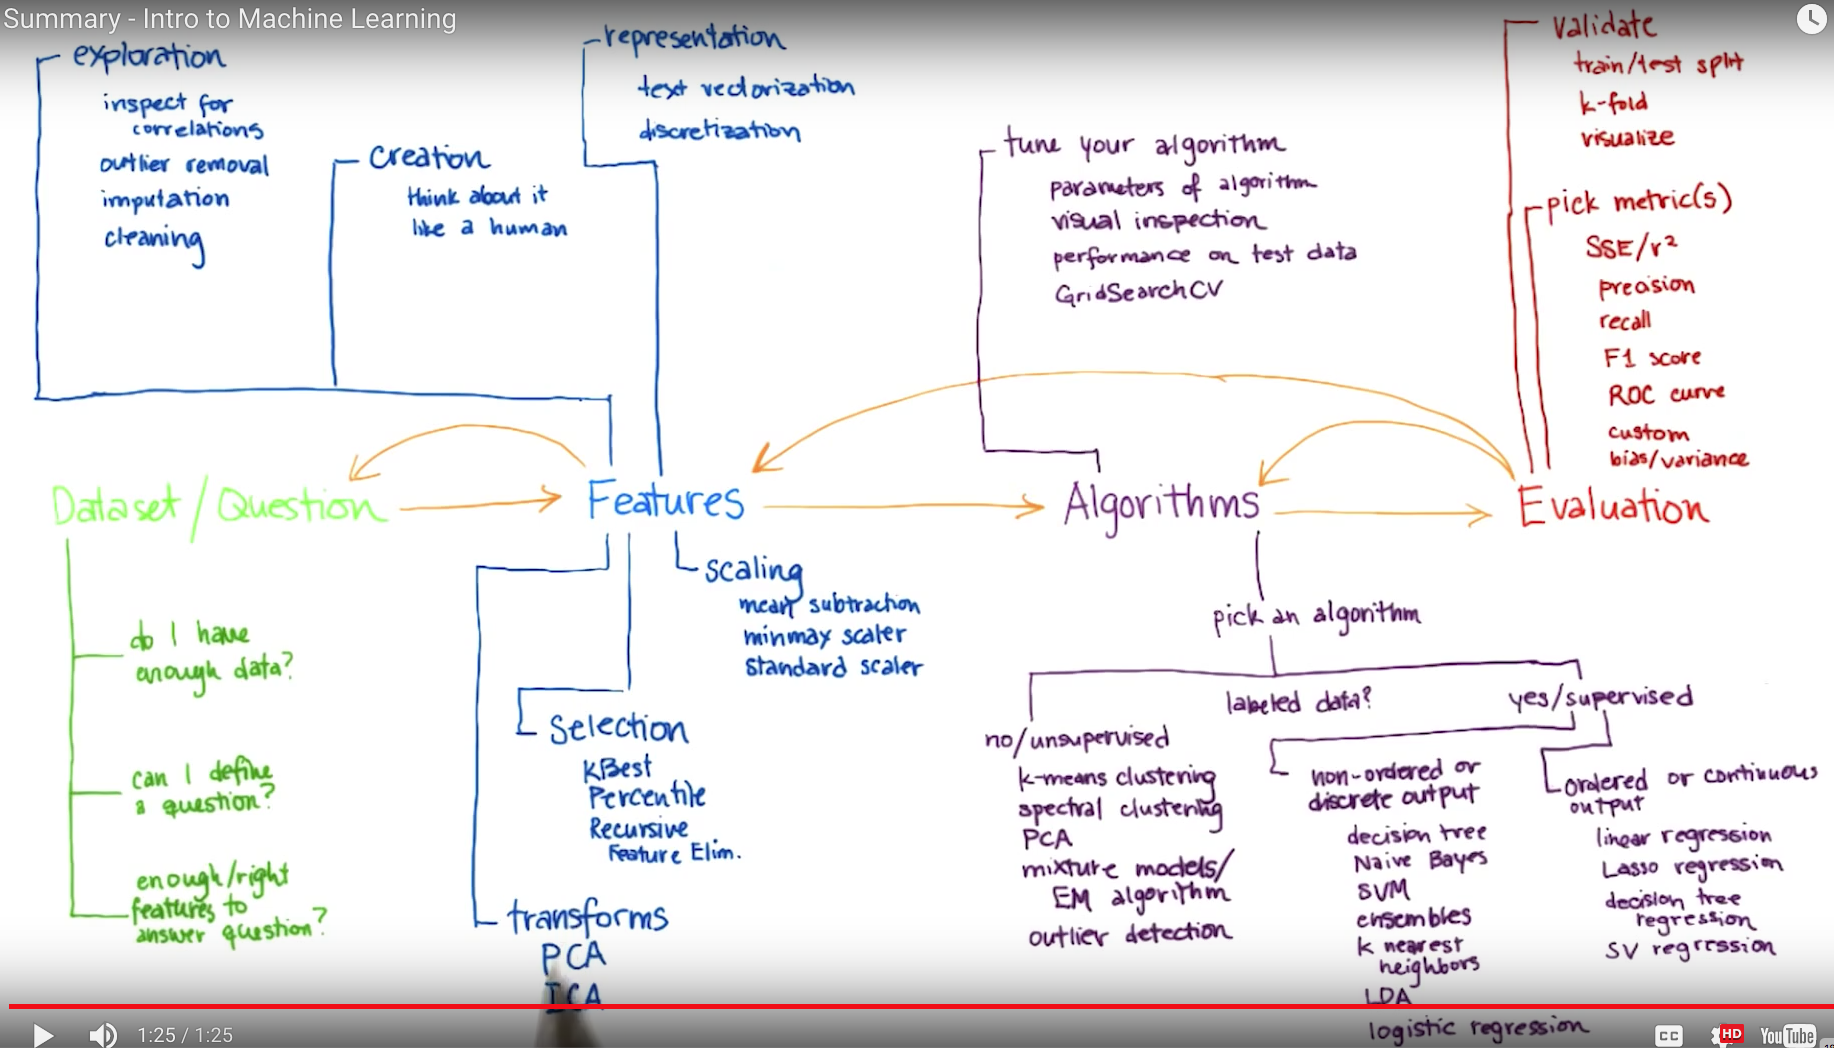 Summary - Intro to Machine Learning
exploration
inspect for
correlations
outlier removal
imputation
cleaning
creation
think about it
like a human
representation
text vectorization
discretization
tune your algorithm
parameters of algorithm
visual inspection
performance on test data
GridSearchCV
validate
train/test split
k-fold
visualize
pick metric(s)
SSE/r²
precision
recall
F1 score
ROC curve
custom
bias/variance
Dataset/Question
Features
Algorithms
Evaluation
do I have
enough data?
can I define
a question?
enough/right
features to
answer question?
scaling
mean subtraction
minmax scaler
standard scaler
selection
KBest
Percentile
Recursive
Feature Elim.
transforms
PCA
ICA
pick an algorithm
labeled data?
no/unsupervised
k-means clustering
spectral clustering
PCA
mixture models/
EM algorithm
outlier detection
yes/supervised
non-ordered or
discrete output
decision tree
Naive Bayes
SVM
ensembles
k nearest
neighbors
LDA
logistic regression
ordered or continuous
output
linear regression
Lasso regression
decision tree
regression
SV regression
1:25 / 1:25
CC
HD
YouTube